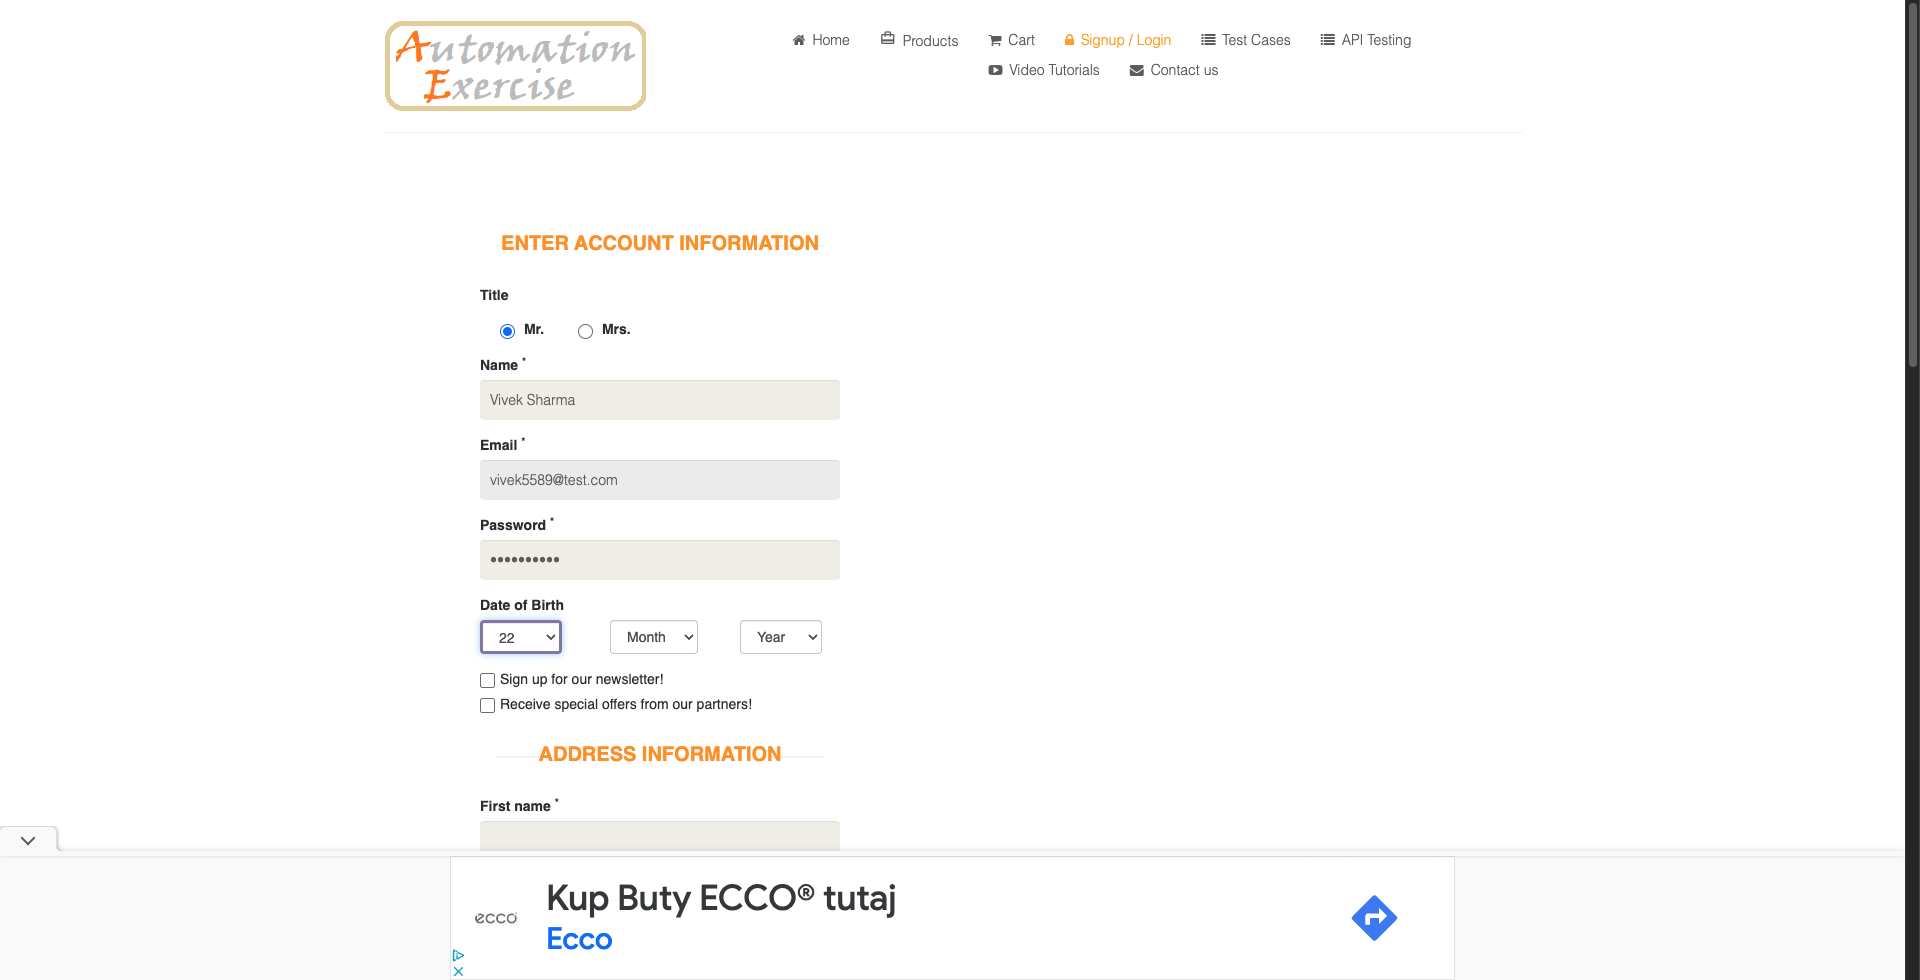 Automation
Exercise
Home
Products
Cart
Signup / Login
Test Cases
API Testing
Video Tutorials
Contact us
ENTER ACCOUNT INFORMATION
Title
Mr.
Mrs.
Name *
Vivek Sharma
Email *
vivek5589@test.com
Password *
••••••••••
Date of Birth
22
Month
Year
Sign up for our newsletter!
Receive special offers from our partners!
ADDRESS INFORMATION
First name *
ecco
Kup Buty ECCO® tutaj
Ecco